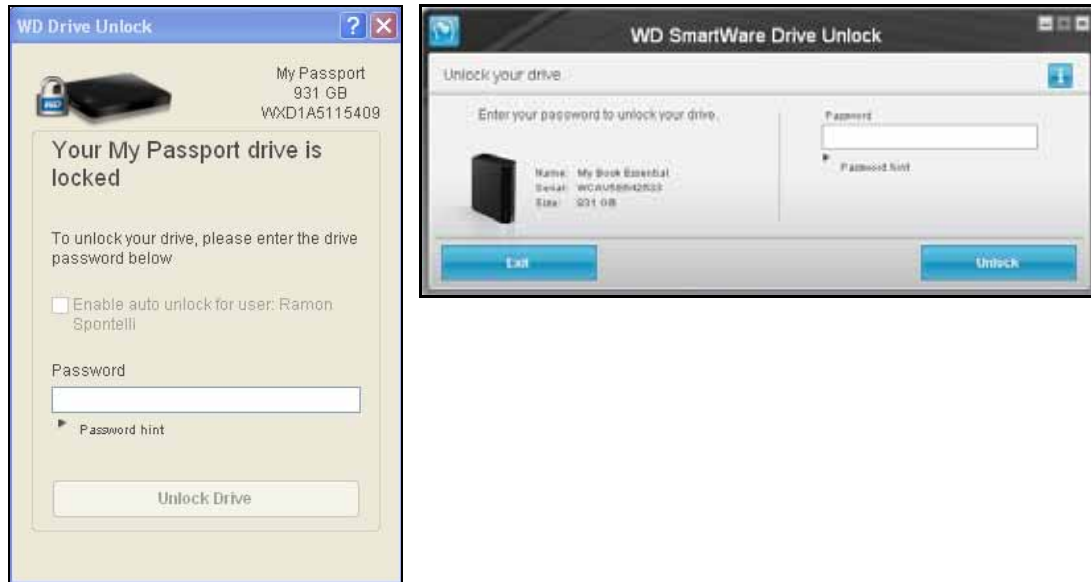 WD Drive Unlock
My Passport
931 GB
WXD1A5115409
Your My Passport drive is
locked
To unlock your drive, please enter the drive
password below
Enable auto unlock for user: Ramon
Spontelli
Password
Password hint
Unlock Drive
WD SmartWare Drive Unlock
Unlock your drive
Enter your password to unlock your drive.
Name: My Book Essential
Serial:
Size: 931 GB
Password
Password hint
Exit
Unlock